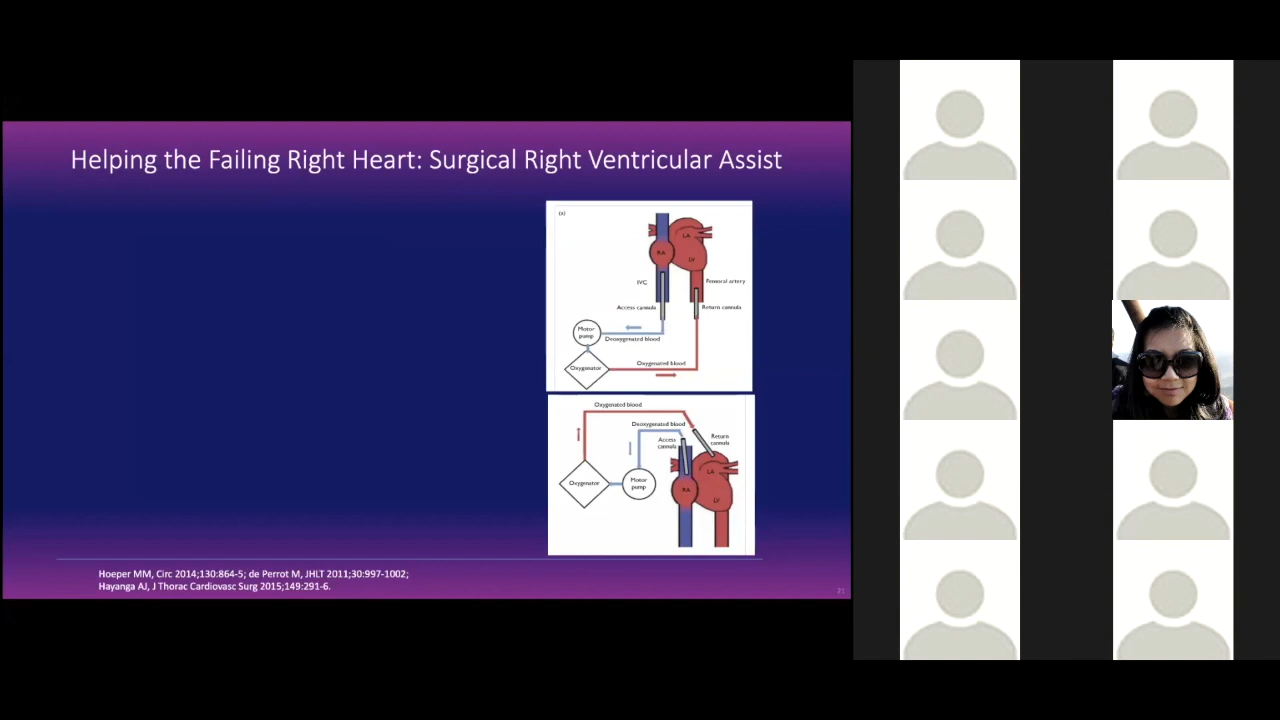 Helping the Failing Right Heart: Surgical Right Ventricular Assist
(a)
LA
RA
LV
IVC
Femoral artery
Access cannula
Return cannula
Motor
pump
Deoxygenated blood
Oxygenated blood
Oxygenator
Oxygenated blood
Deoxygenated blood
Access
cannula
Return
cannula
LA
Oxygenator
Motor
pump
RA
LV
Hoeper MM, Circ 2014;130:864-5; de Perrot M, JHLT 2011;30:997-1002;
Hayanga AJ, J Thorac Cardiovasc Surg 2015;149:291-6.
21